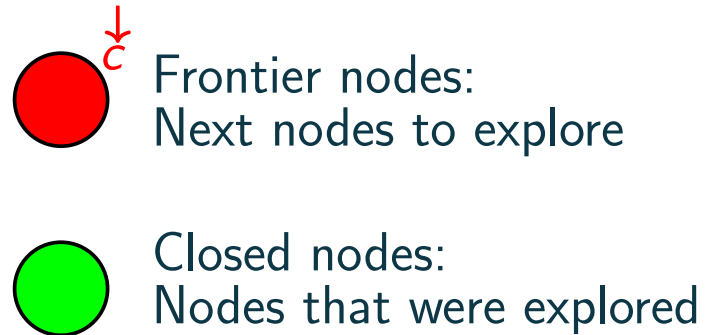 ↓
c
Frontier nodes:
Next nodes to explore
Closed nodes:
Nodes that were explored